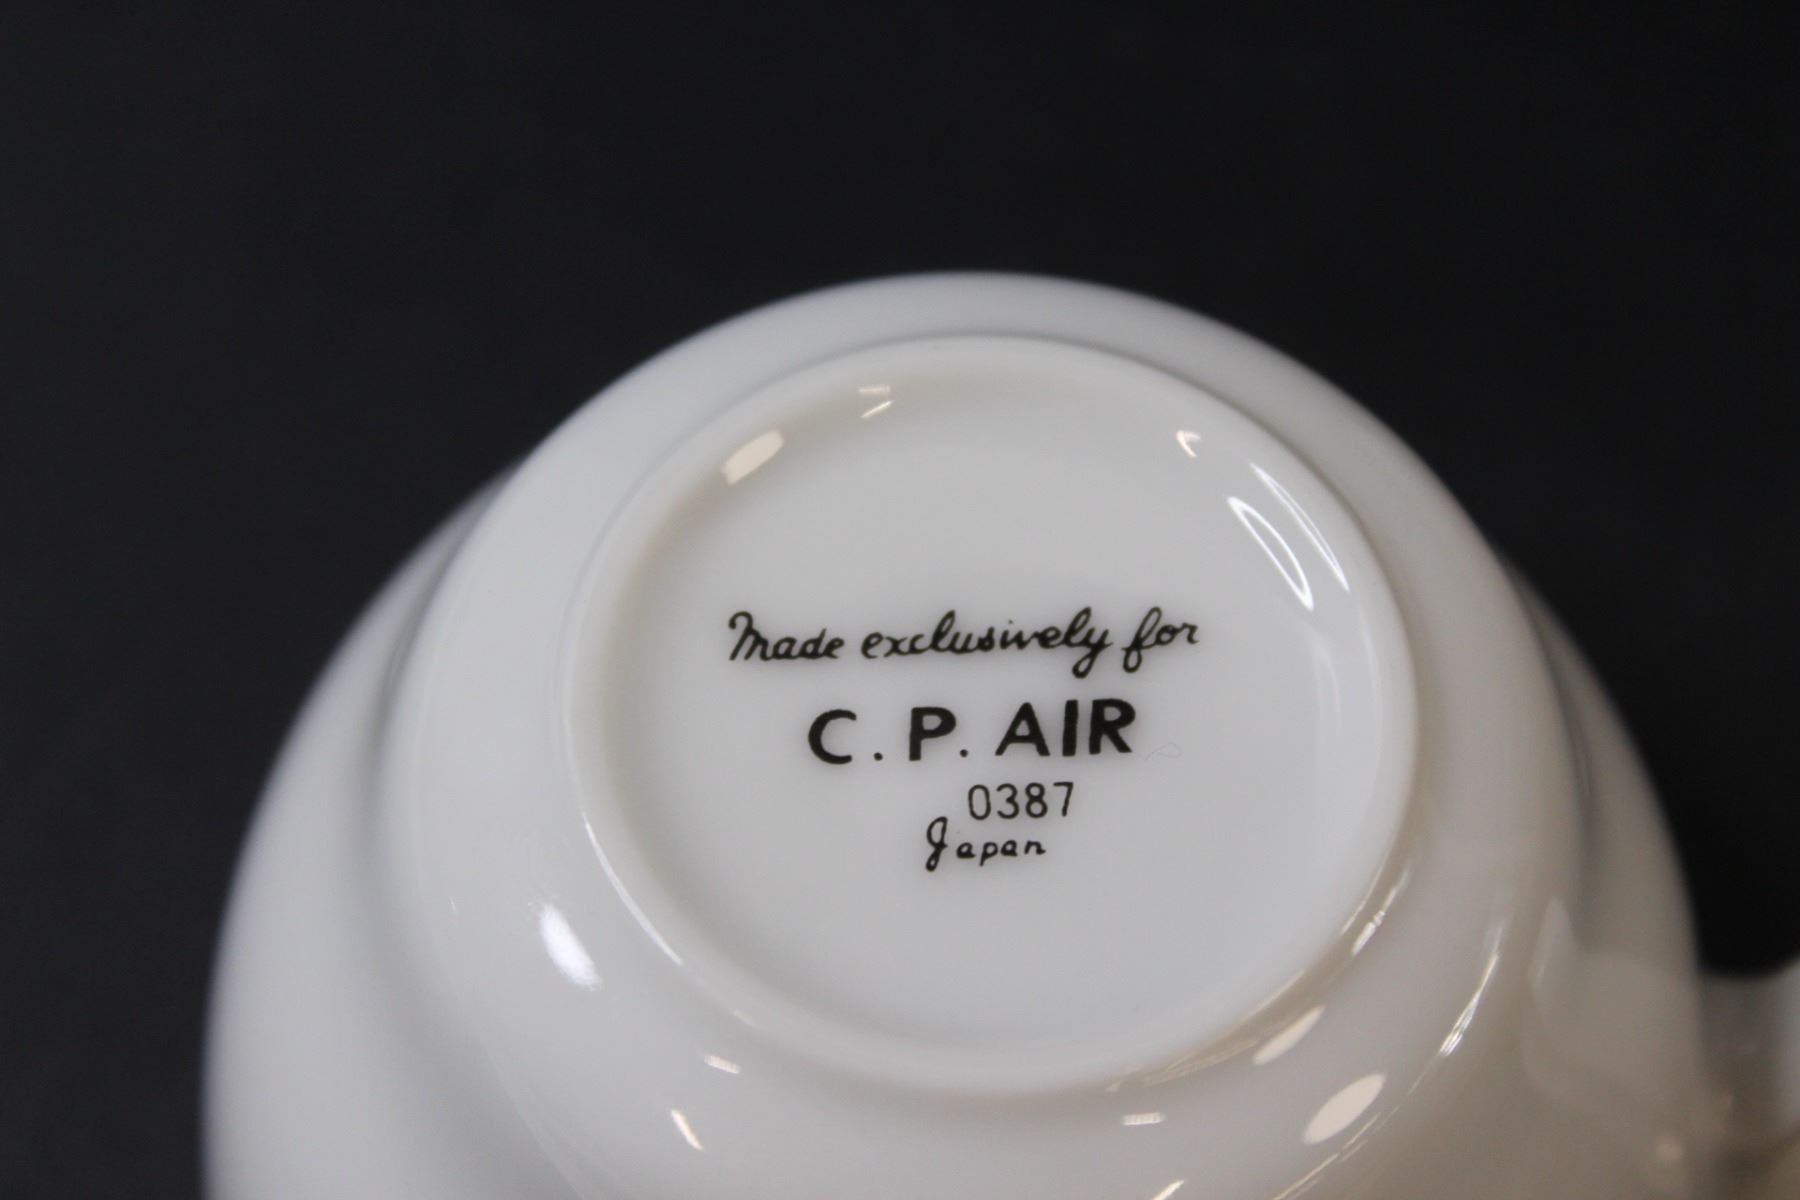 Made exclusively for
C. P. AIR
0387
Japan